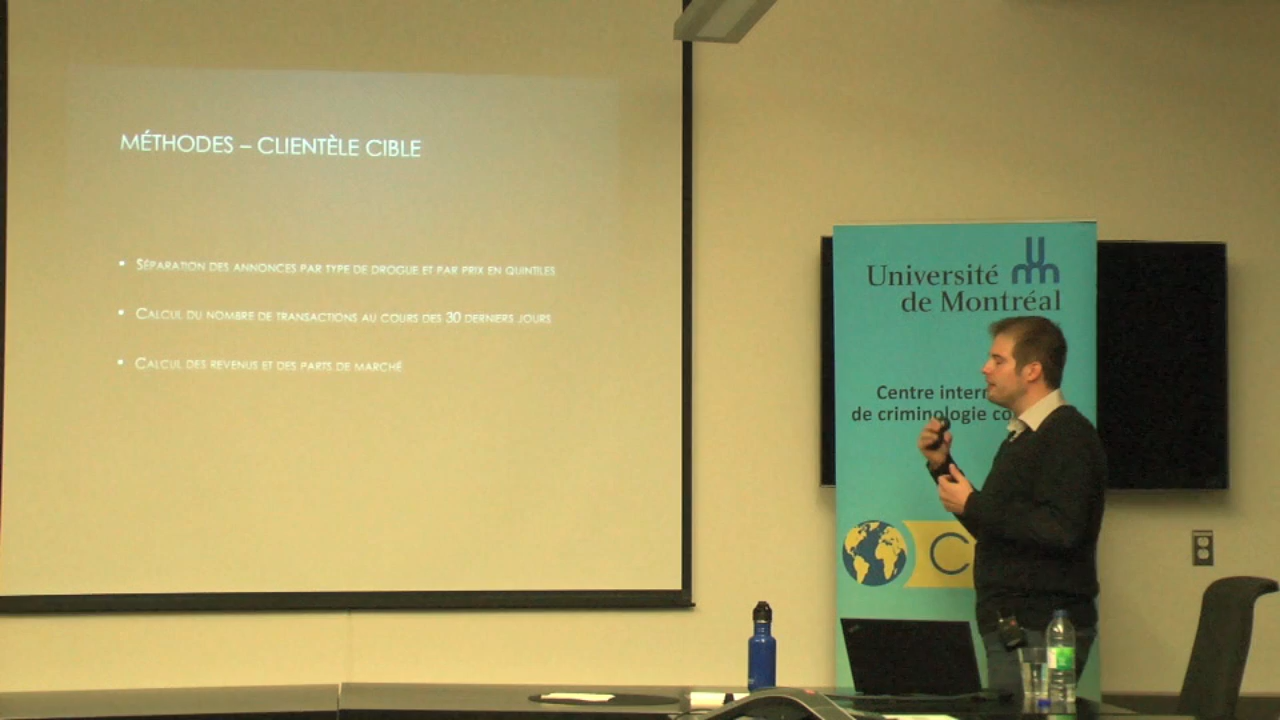 MÉTHODES – CLIENTÈLE CIBLE
• SÉPARATION DES ANNONCES PAR TYPE DE DROGUE ET PAR PRIX EN QUINTILES
• CALCUL DU NOMBRE DE TRANSACTIONS AU COURS DES 30 DERNIERS JOURS
• CALCUL DES REVENUS ET DES PARTS DE MARCHÉ
Université
de Montréal
Centre
de criminologie
C